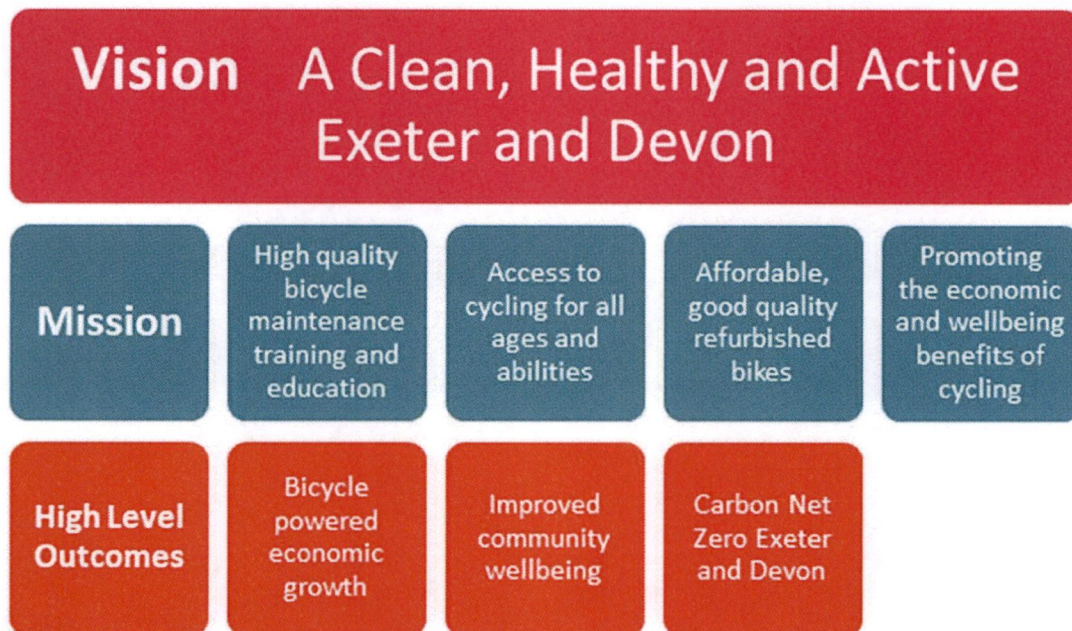 Vision A Clean, Healthy and Active
Exeter and Devon
Mission
High quality
bicycle
maintenance
training and
education
Access to
cycling for all
ages and
abilities
Affordable,
good quality
refurbished
bikes
Promoting
the economic
and wellbeing
benefits of
cycling
High Level
Outcomes
Bicycle
powered
economic
growth
Improved
community
wellbeing
Carbon Net
Zero Exeter
and Devon